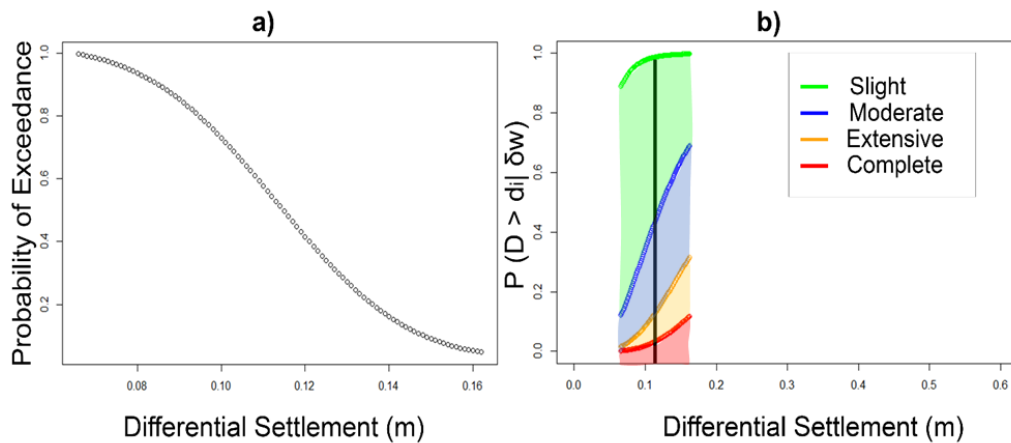 a)
Probability of Exceedance
1.0
0.8
0.6
0.4
0.2
0.08 0.10 0.12 0.14 0.16
Differential Settlement (m)
b)
P (D > di| δw)
1.0
0.8
0.6
0.4
0.2
0.0
Slight
Moderate
Extensive
Complete
0.0 0.1 0.2 0.3 0.4 0.5 0.6
Differential Settlement (m)